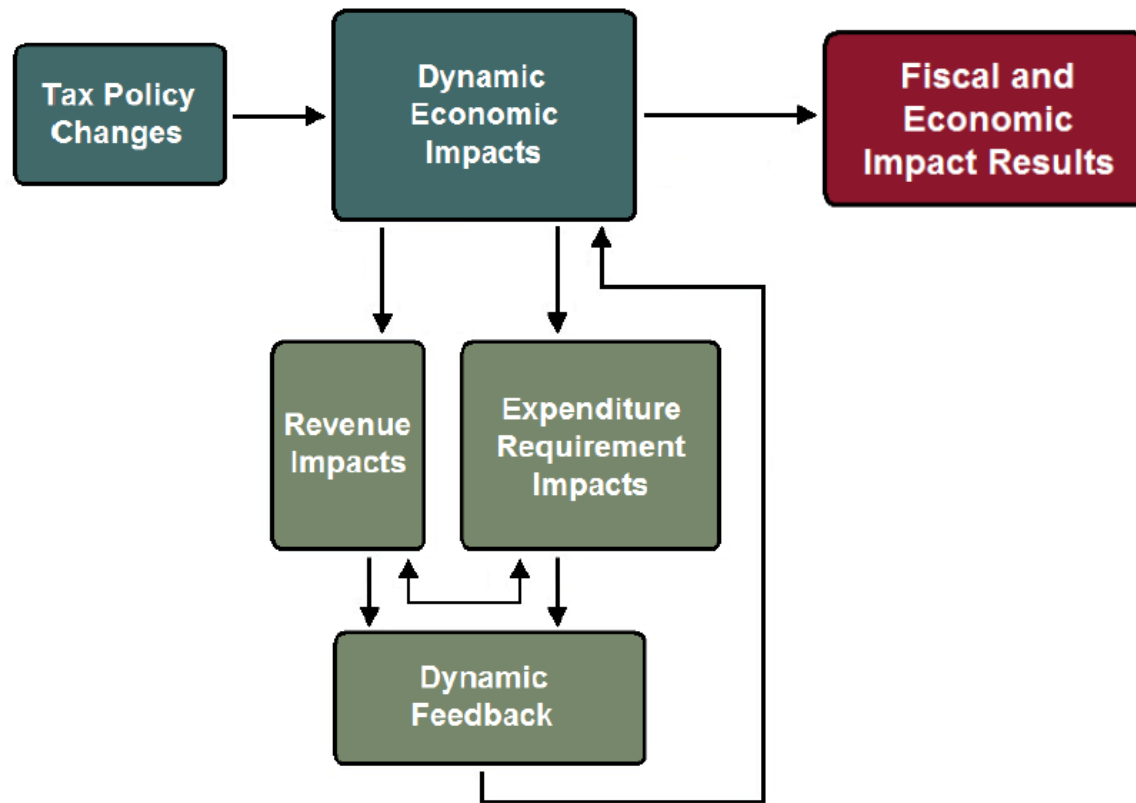 Tax Policy
Changes
Dynamic
Economic
Impacts
Fiscal and
Economic
Impact Results
Revenue
Impacts
Expenditure
Requirement
Impacts
Dynamic
Feedback